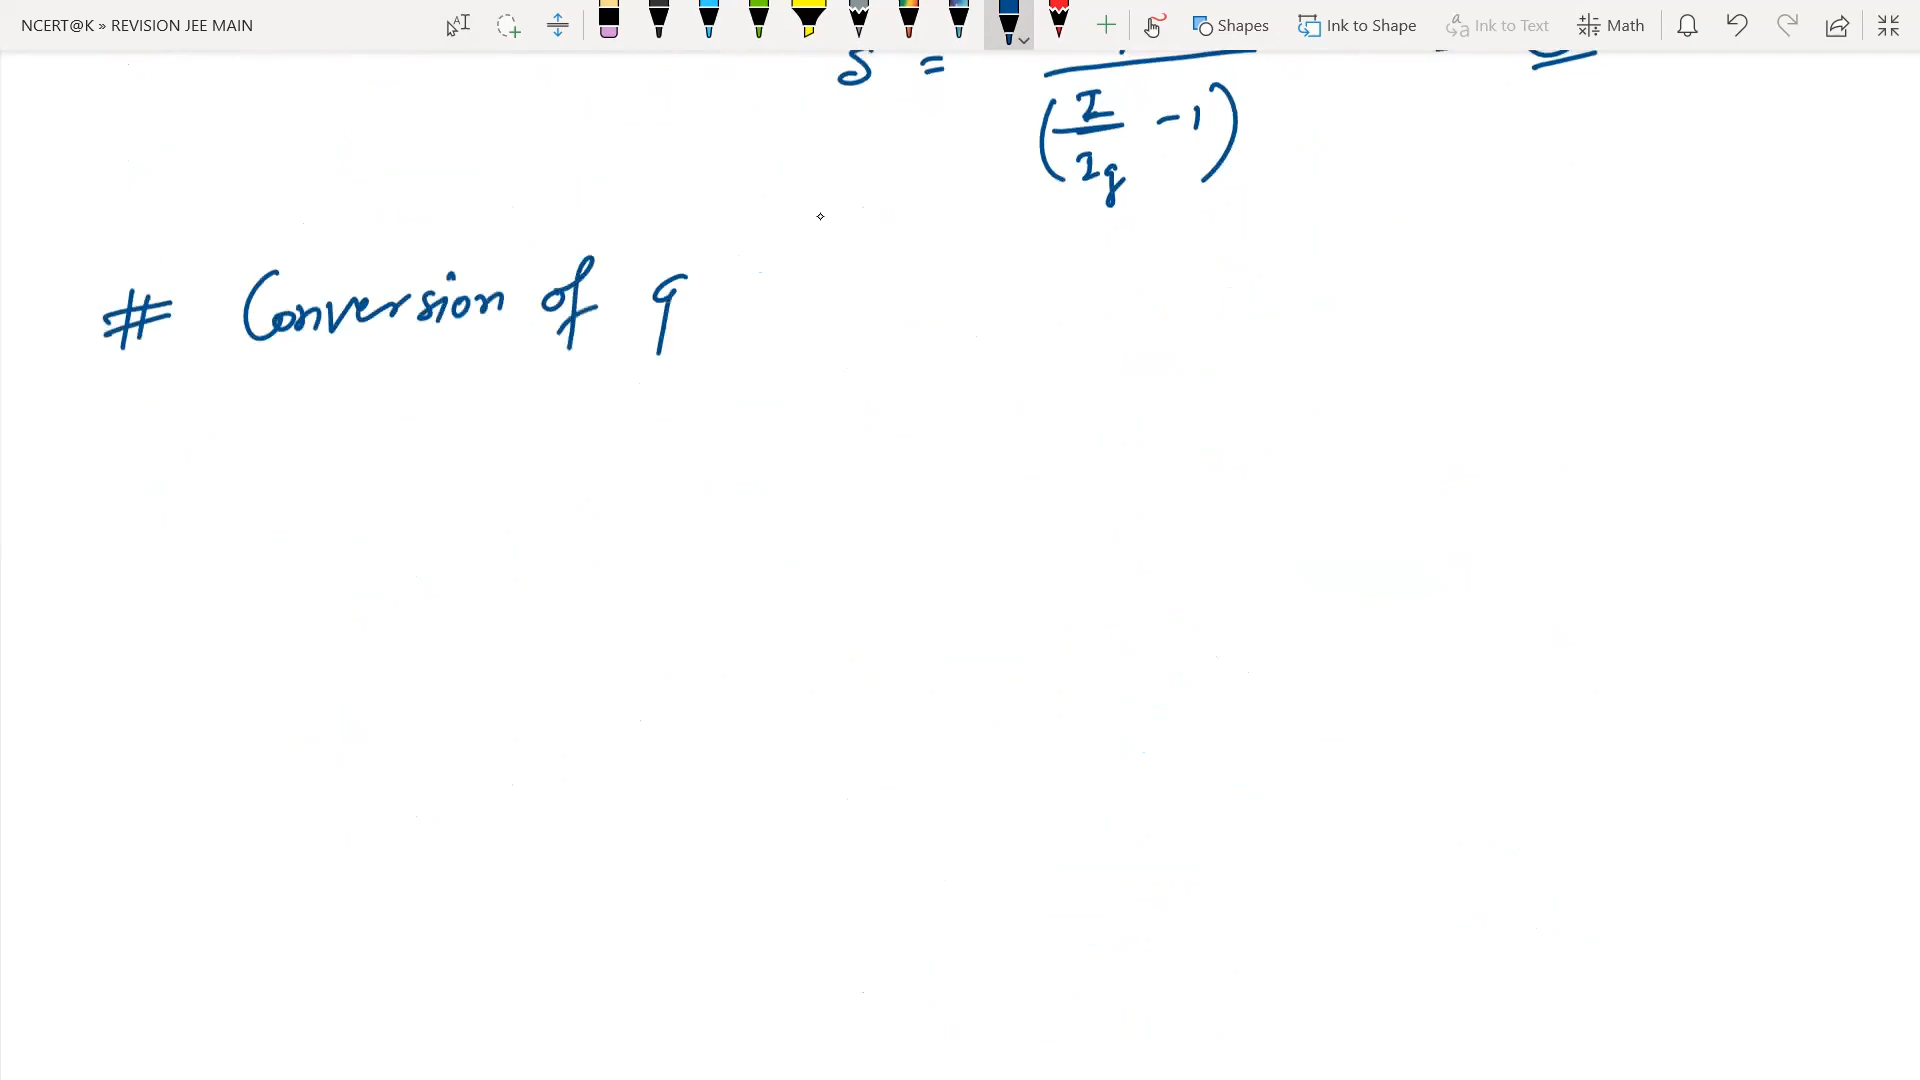 NCERT@K » REVISION JEE MAIN Shapes Ink to Shape Ink to Text Math
S =
(I/Ig - 1)
# Conversion of g